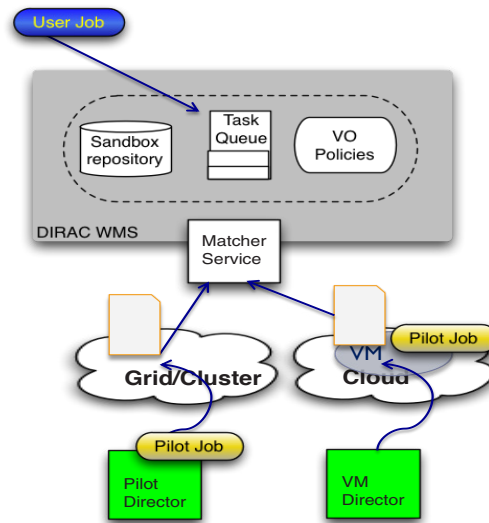 User Job
Sandbox
repository
Task
Queue
VO
Policies
DIRAC WMS
Matcher
Service
Grid/Cluster
Pilot Job
VM
Cloud
Pilot Job
Pilot
Director
VM
Director